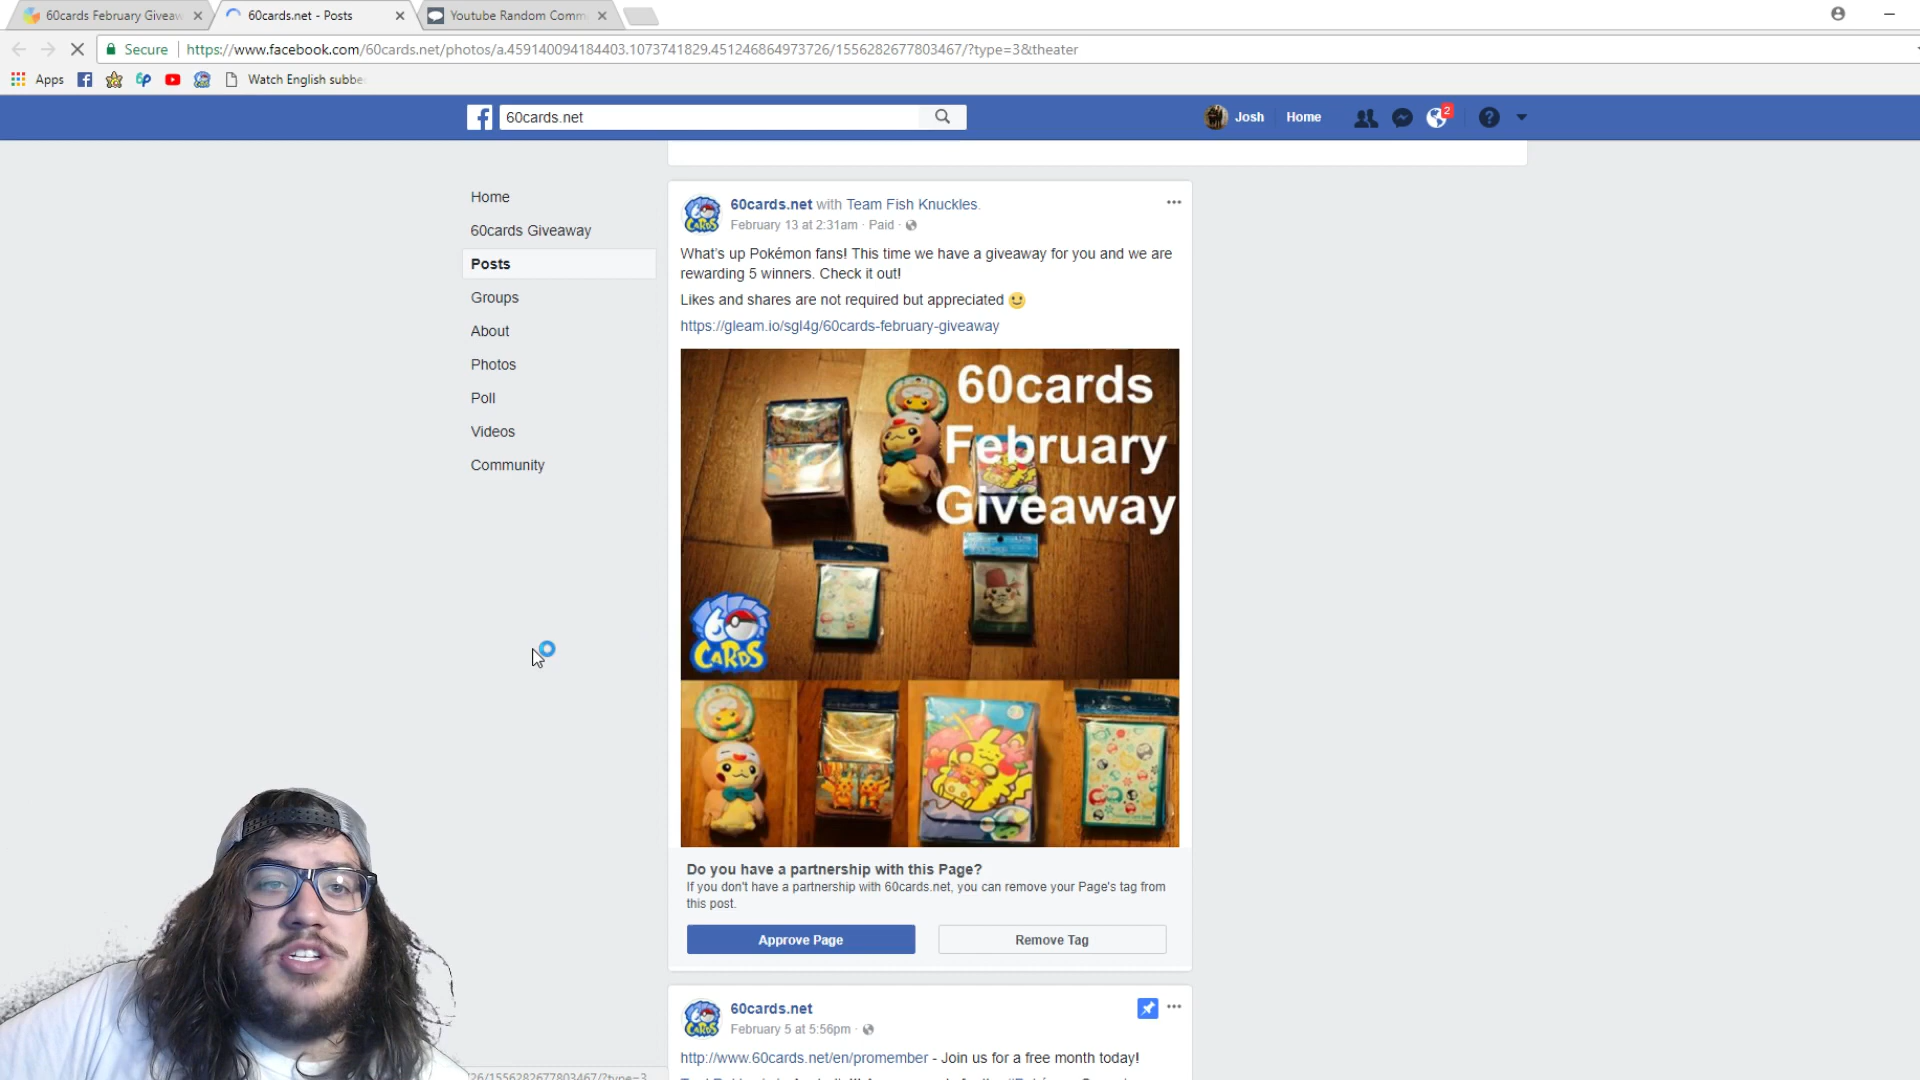 60cards February Giveaw
60cards.net - Posts
Youtube Random Comm
Secure
https://www.facebook.com/60cards.net/photos/a.459140094184403.1073741829.451246864973726/1556282677803467/?type=3&theater
Apps
Watch English subbe
60cards.net
Josh
Home
2
Home
60cards Giveaway
Posts
Groups
About
Photos
Poll
Videos
Community
60cards.net with Team Fish Knuckles.
February 13 at 2:31am · Paid ·
What's up Pokémon fans! This time we have a giveaway for you and we are
rewarding 5 winners. Check it out!
Likes and shares are not required but appreciated
https://gleam.io/sgl4g/60cards-february-giveaway
60cards
February
Giveaway
60
CARDS
Do you have a partnership with this Page?
If you don't have a partnership with 60cards.net, you can remove your Page's tag from
this post.
Approve Page
Remove Tag
60cards.net
February 5 at 5:56pm ·
http://www.60cards.net/en/promember - Join us for a free month today!